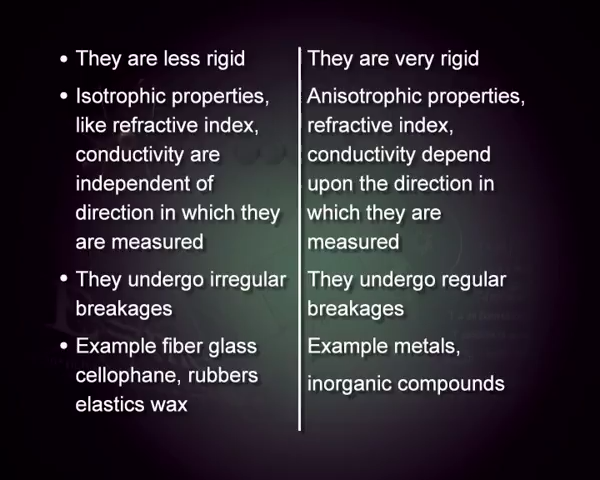 • They are less rigid
They are very rigid
• Isotrophic properties,
like refractive index,
conductivity are
independent of
direction in which they
are measured
Anisotrophic properties,
refractive index,
conductivity depend
upon the direction in
which they are
measured
• They undergo irregular
breakages
They undergo regular
breakages
• Example fiber glass
cellophane, rubbers
elastics wax
Example metals,
inorganic compounds